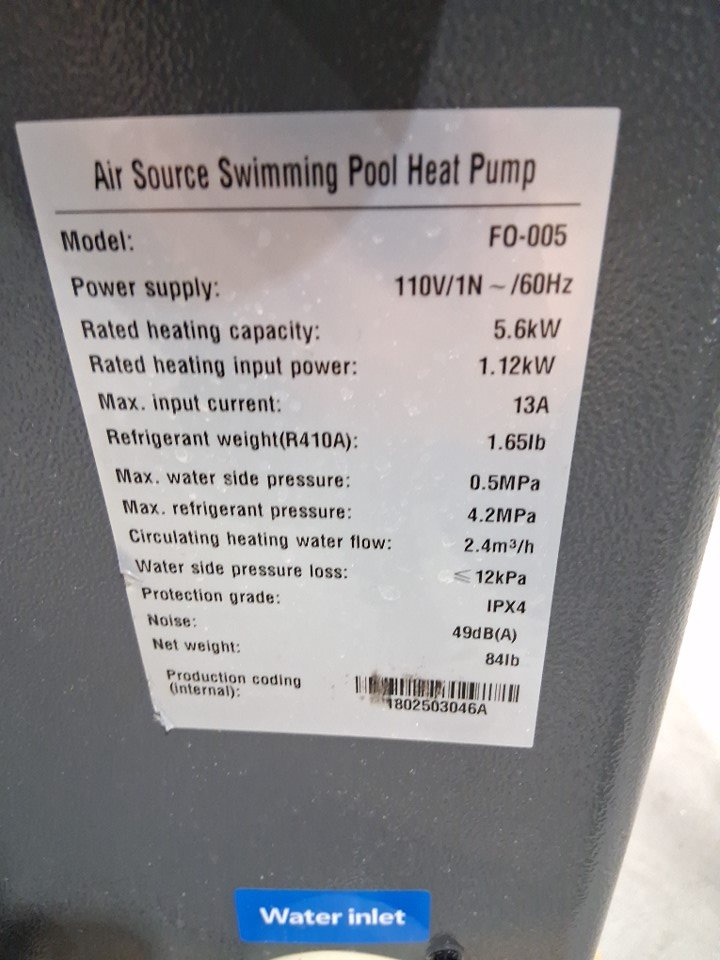 Air Source Swimming Pool Heat Pump
Model: FO-005
Power supply: 110V/1N ~ /60Hz
Rated heating capacity: 5.6kW
Rated heating input power: 1.12kW
Max. input current: 13A
Refrigerant weight(R410A): 1.65lb
Max. water side pressure: 0.5MPa
Max. refrigerant pressure: 4.2MPa
Circulating heating water flow: 2.4m³/h
Water side pressure loss: ≤12kPa
Protection grade: IPX4
Noise: 49dB(A)
Net weight: 84lb
Production coding
(internal):
1802503046A
Water inlet